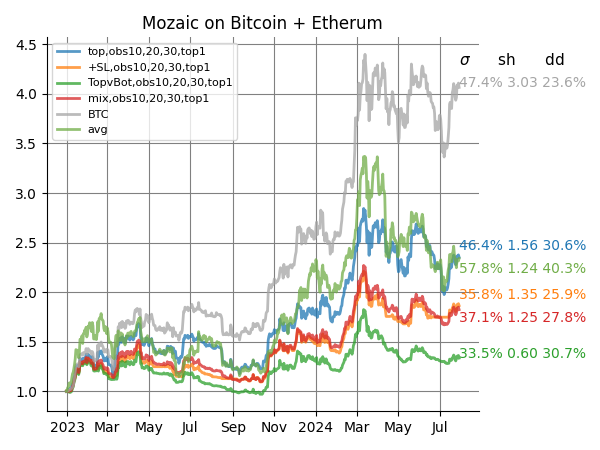 Mozaic on Bitcoin + Etherum
top,obs10,20,30,top1
+SL,obs10,20,30,top1
TopvBot,obs10,20,30,top1
mix,obs10,20,30,top1
BTC
avg
σ sh dd
47.4% 3.03 23.6%
46.4% 1.56 30.6%
57.8% 1.24 40.3%
35.8% 1.35 25.9%
37.1% 1.25 27.8%
33.5% 0.60 30.7%
4.5
4.0
3.5
3.0
2.5
2.0
1.5
1.0
2023 Mar May Jul Sep Nov 2024 Mar May Jul